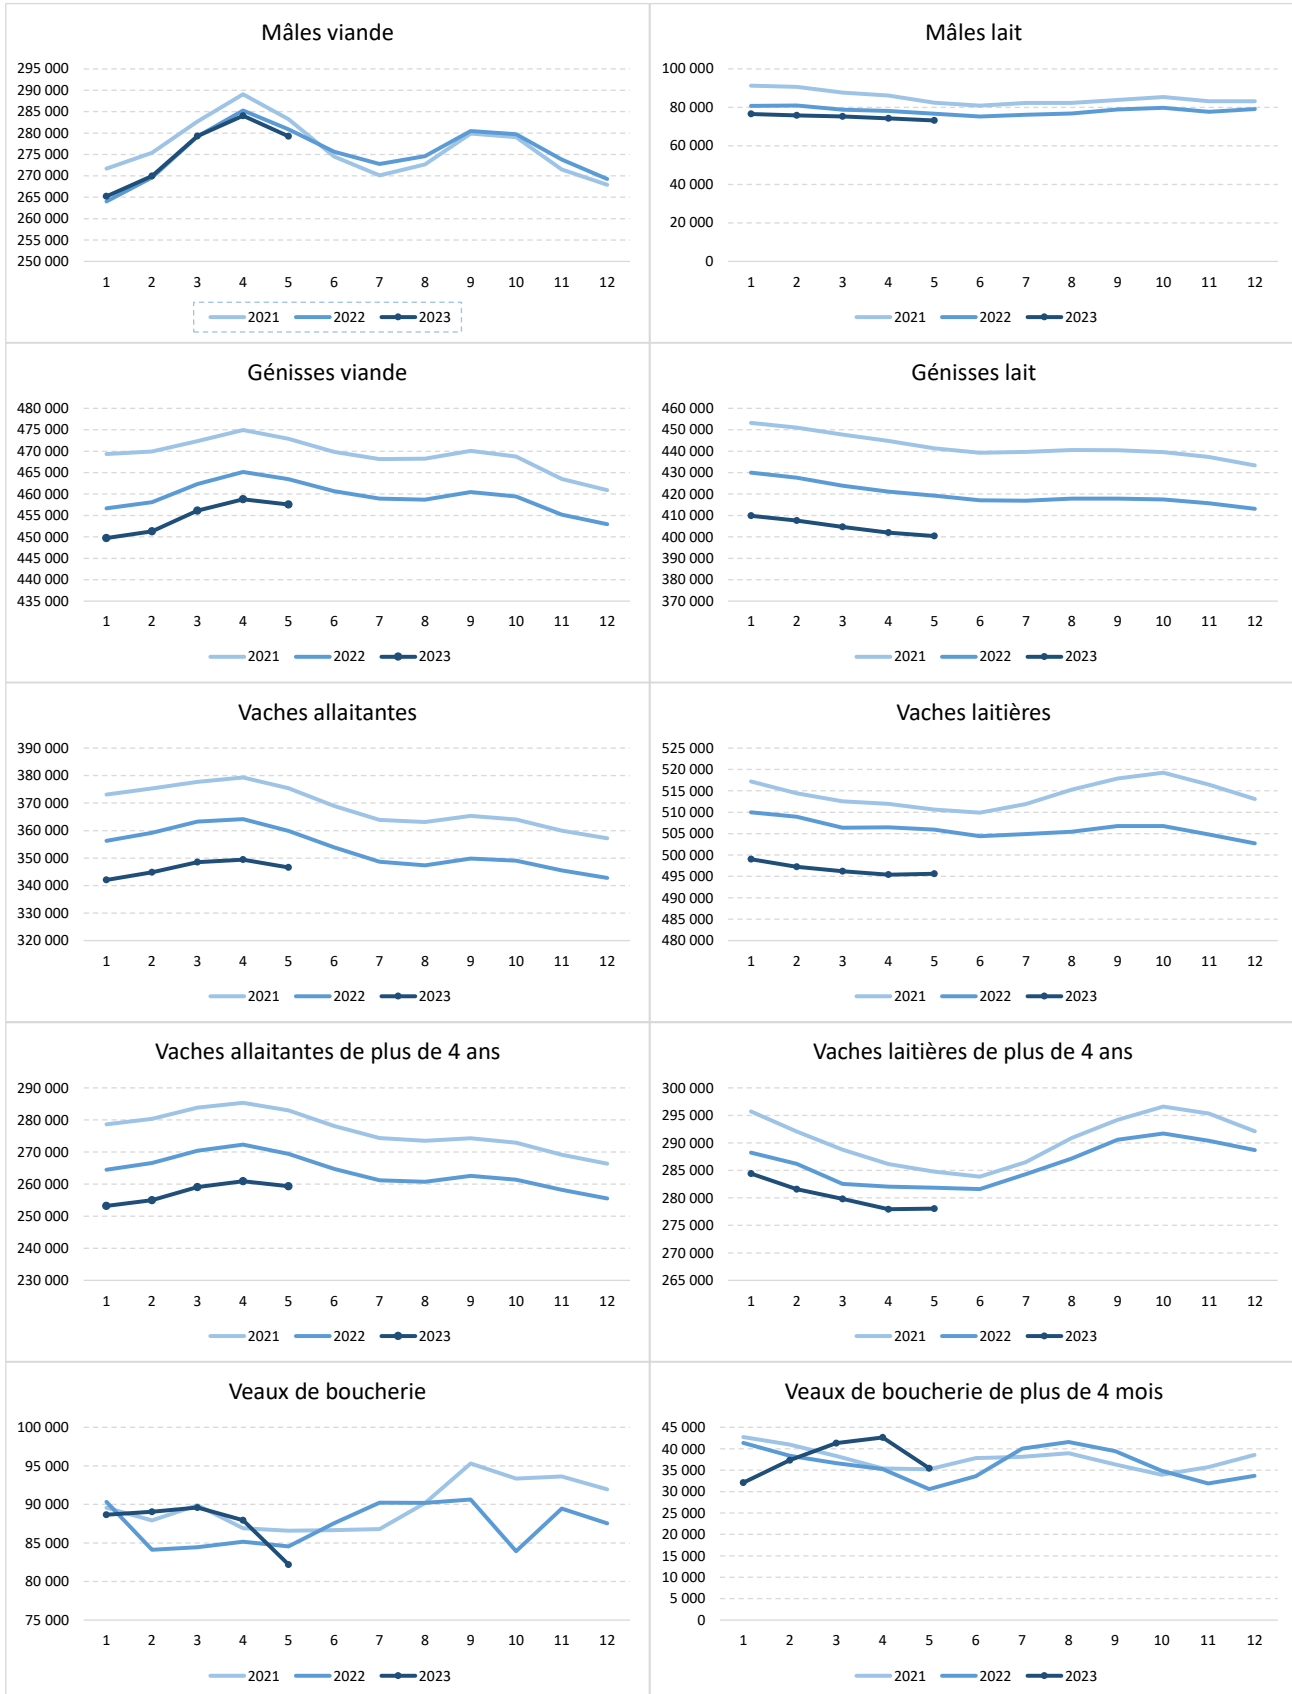 Mâles viande
295 000
290 000
285 000
280 000
275 000
270 000
265 000
260 000
255 000
250 000
1 2 3 4 5 6 7 8 9 10 11 12
2021 2022 2023
Mâles lait
100 000
80 000
60 000
40 000
20 000
0
1 2 3 4 5 6 7 8 9 10 11 12
2021 2022 2023
Génisses viande
480 000
475 000
470 000
465 000
460 000
455 000
450 000
445 000
440 000
435 000
1 2 3 4 5 6 7 8 9 10 11 12
2021 2022 2023
Génisses lait
460 000
450 000
440 000
430 000
420 000
410 000
400 000
390 000
380 000
370 000
1 2 3 4 5 6 7 8 9 10 11 12
2021 2022 2023
Vaches allaitantes
390 000
380 000
370 000
360 000
350 000
340 000
330 000
320 000
1 2 3 4 5 6 7 8 9 10 11 12
2021 2022 2023
Vaches laitières
525 000
520 000
515 000
510 000
505 000
500 000
495 000
490 000
485 000
480 000
1 2 3 4 5 6 7 8 9 10 11 12
2021 2022 2023
Vaches allaitantes de plus de 4 ans
290 000
280 000
270 000
260 000
250 000
240 000
230 000
1 2 3 4 5 6 7 8 9 10 11 12
2021 2022 2023
Vaches laitières de plus de 4 ans
300 000
295 000
290 000
285 000
280 000
275 000
270 000
265 000
1 2 3 4 5 6 7 8 9 10 11 12
2021 2022 2023
Veaux de boucherie
100 000
95 000
90 000
85 000
80 000
75 000
1 2 3 4 5 6 7 8 9 10 11 12
2021 2022 2023
Veaux de boucherie de plus de 4 mois
45 000
40 000
35 000
30 000
25 000
20 000
15 000
10 000
5 000
0
1 2 3 4 5 6 7 8 9 10 11 12
2021 2022 2023